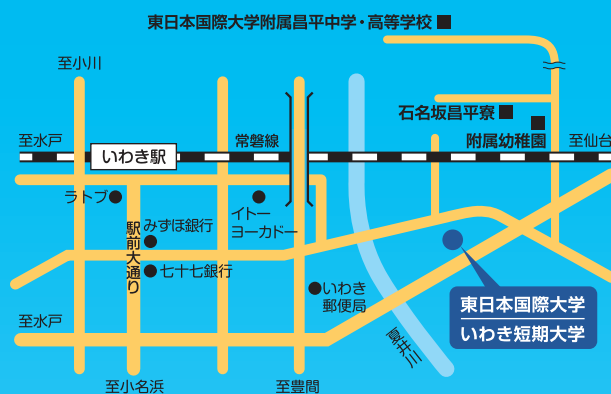 東日本国際大学附属昌平中学・高等学校
至小川
石名坂昌平寮
附属幼稚園
至水戸
いわき駅
常磐線
至仙台
ラトブ
駅前大通り
みずほ銀行
イトー
ヨーカドー
七十七銀行
いわき
郵便局
東日本国際大学
いわき短期大学
至水戸
夏井川
至小名浜
至豊間